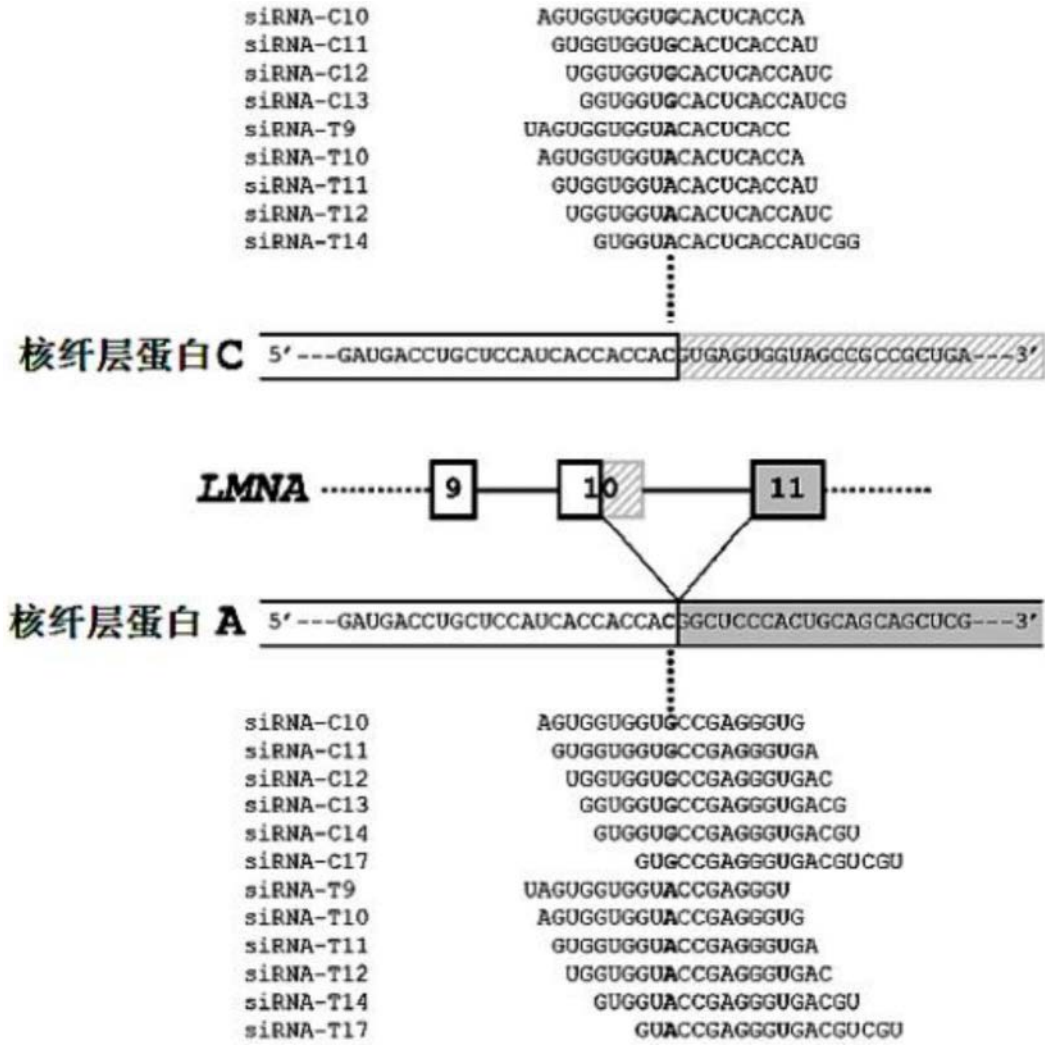 siRNA-C10 AGUGGUGGUGCACUCACCA
siRNA-C11 GUGGUGGUGCACUCACCAU
siRNA-C12 UGGUGGUGCACUCACCAUC
siRNA-C13 GGUGGUGCACUCACCAUCG
siRNA-T9 UAGUGGUGGUACACUCACC
siRNA-T10 AGUGGUGGUACACUCACCA
siRNA-T11 GUGGUGGUACACUCACCAU
siRNA-T12 UGGUGGUACACUCACCAUC
siRNA-T14 GUGGUACACUCACCAUCGG
核纤层蛋白C 5'---GAUGACCUGCUCCAUCACCACCACGUGAGUGGUAGCCGCCGCUGA---3'
LMNA 9 10 11
核纤层蛋白 A 5'---GAUGACCUGCUCCAUCACCACCACGGCUCCCACUGCAGCAGCUCG---3'
siRNA-C10 AGUGGUGGUGCCGAGGGUG
siRNA-C11 GUGGUGGUGCCGAGGGUGA
siRNA-C12 UGGUGGUGCCGAGGGUGAC
siRNA-C13 GGUGGUGCCGAGGGUGACG
siRNA-C14 GUGGUGCCGAGGGUGACGU
siRNA-C17 GUGCCGAGGGUGACGUCGU
siRNA-T9 UAGUGGUGGUACCGAGGGU
siRNA-T10 AGUGGUGGUACCGAGGGUG
siRNA-T11 GUGGUGGUACCGAGGGUGA
siRNA-T12 UGGUGGUACCGAGGGUGAC
siRNA-T14 GUGGUACCGAGGGUGACGU
siRNA-T17 GUACCGAGGGUGACGUCGU